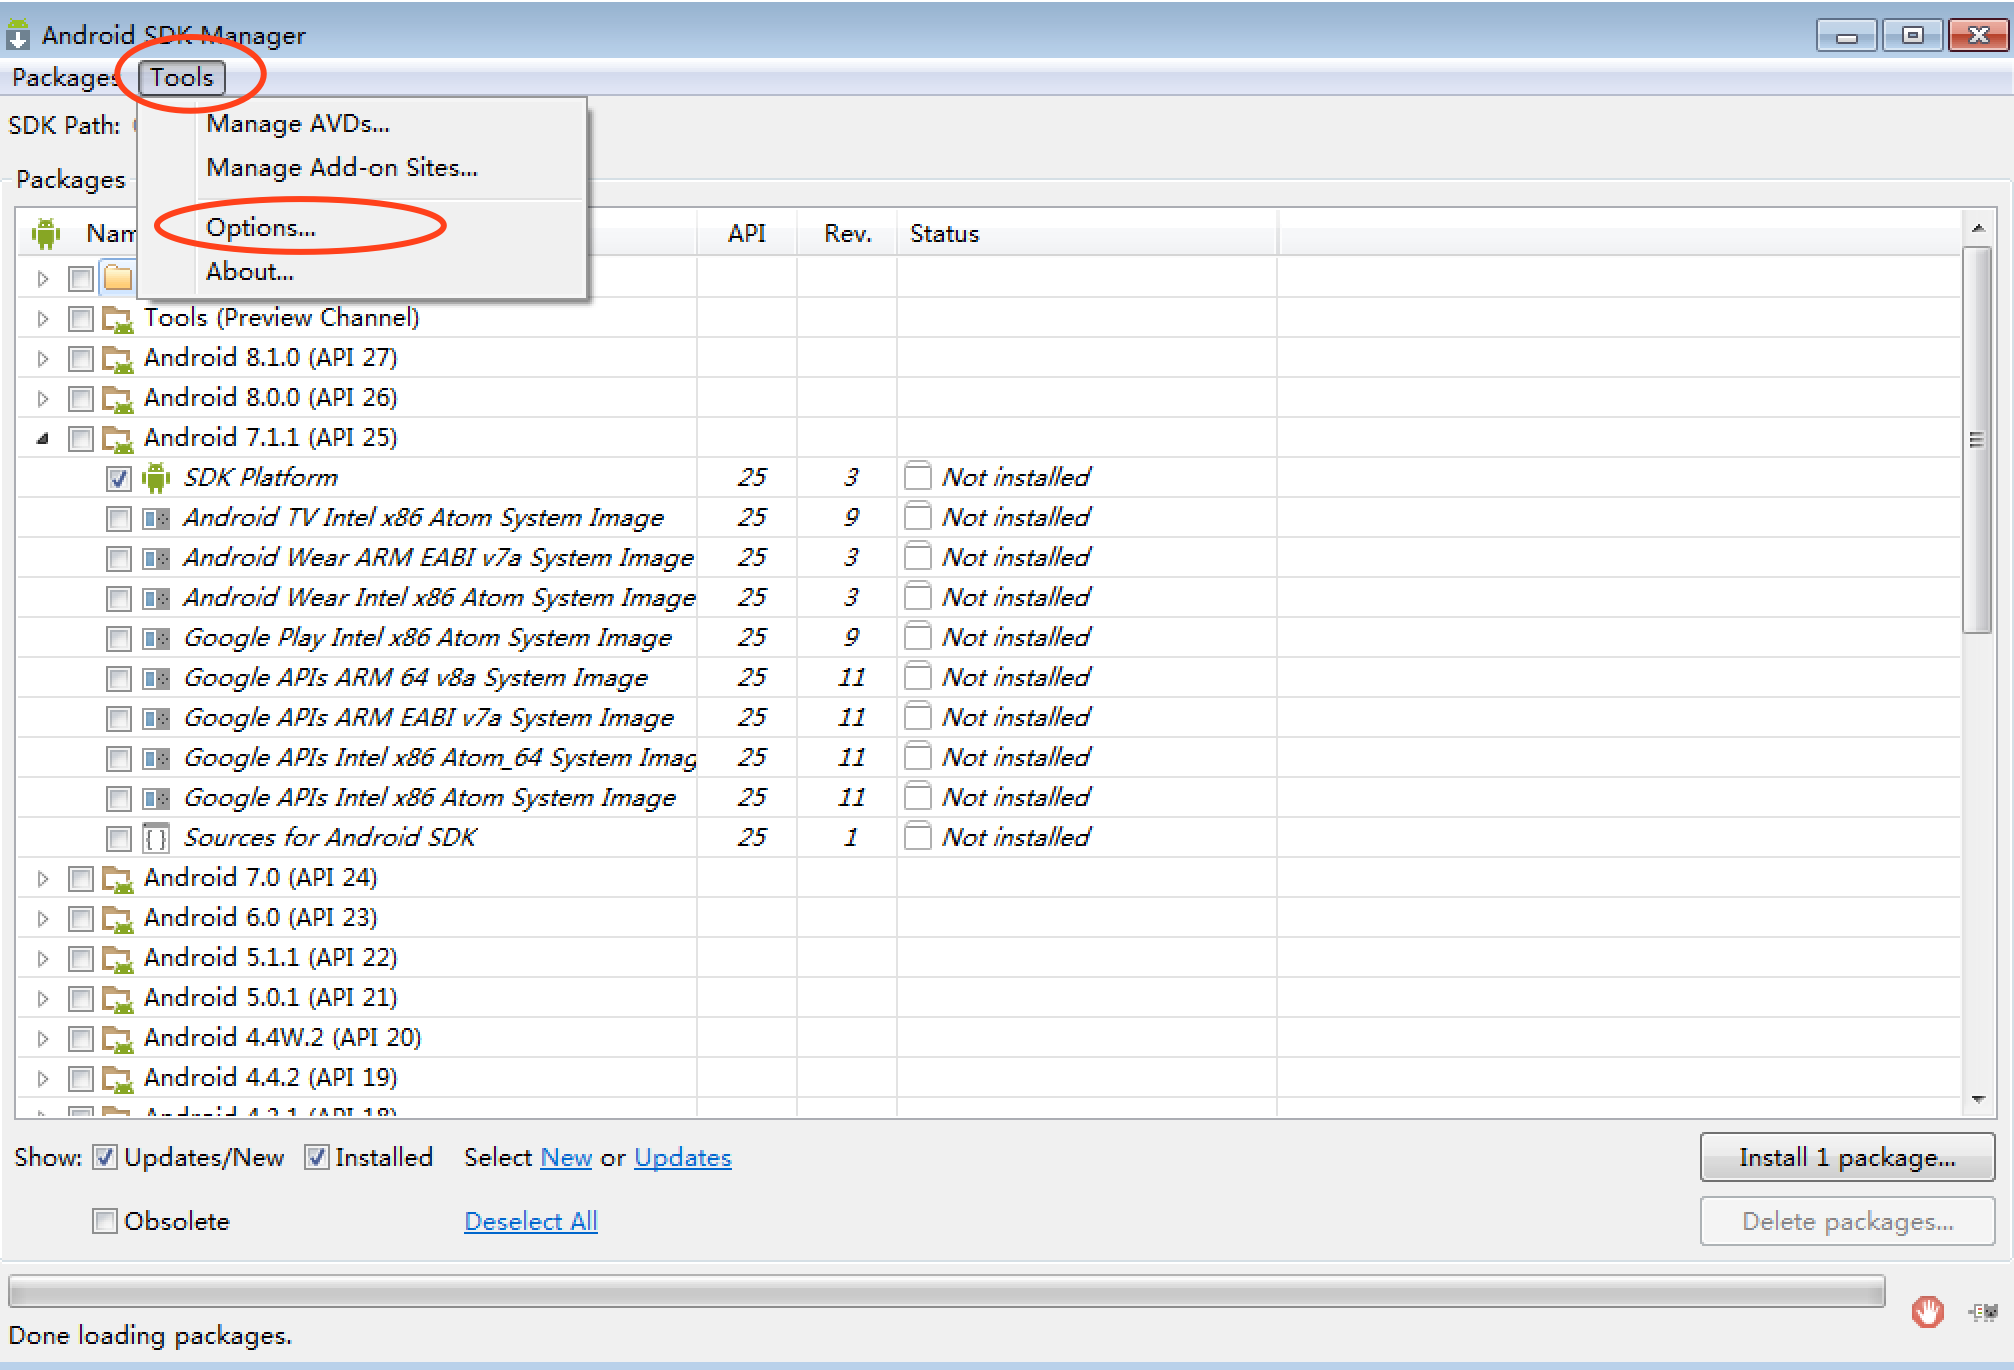 Android SDK Manager
Packages Tools
SDK Path:
Manage AVDs...
Manage Add-on Sites...
Packages
Options...
About...
API Rev. Status
Tools (Preview Channel)
Android 8.1.0 (API 27)
Android 8.0.0 (API 26)
Android 7.1.1 (API 25)
SDK Platform 25 3 Not installed
Android TV Intel x86 Atom System Image 25 9 Not installed
Android Wear ARM EABI v7a System Image 25 3 Not installed
Android Wear Intel x86 Atom System Image 25 3 Not installed
Google Play Intel x86 Atom System Image 25 9 Not installed
Google APIs ARM 64 v8a System Image 25 11 Not installed
Google APIs ARM EABI v7a System Image 25 11 Not installed
Google APIs Intel x86 Atom_64 System Imag 25 11 Not installed
Google APIs Intel x86 Atom System Image 25 11 Not installed
Sources for Android SDK 25 1 Not installed
Android 7.0 (API 24)
Android 6.0 (API 23)
Android 5.1.1 (API 22)
Android 5.0.1 (API 21)
Android 4.4W.2 (API 20)
Android 4.4.2 (API 19)
Show: Updates/New Installed Select New or Updates
Install 1 package...
Obsolete Deselect All
Delete packages...
Done loading packages.